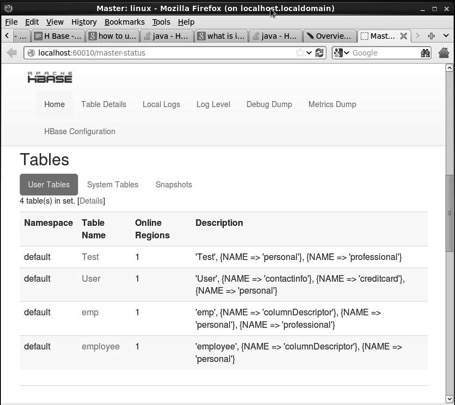 Master: linux - Mozilla Firefox (on localhost.localdomain)
File Edit View History Bookmarks Tools Help
- ... H Base -... how to u... java - H... what is i... java - H... Overvie... Mast...
localhost:60010/master-status Google
APACHE
HBASE
Home Table Details Local Logs Log Level Debug Dump Metrics Dump
HBase Configuration
Tables
User Tables System Tables Snapshots
4 table(s) in set. [Details]
Namespace Table Online Description
Name Regions
default Test 1 'Test', {NAME => 'personal'}, {NAME => 'professional'}
default User 1 'User', {NAME => 'contactinfo'}, {NAME => 'creditcard'},
{NAME => 'personal'}
default emp 1 'emp', {NAME => 'columnDescriptor'}, {NAME =>
'personal'}, {NAME => 'professional'}
default employee 1 'employee', {NAME => 'columnDescriptor'}, {NAME =>
'personal'}